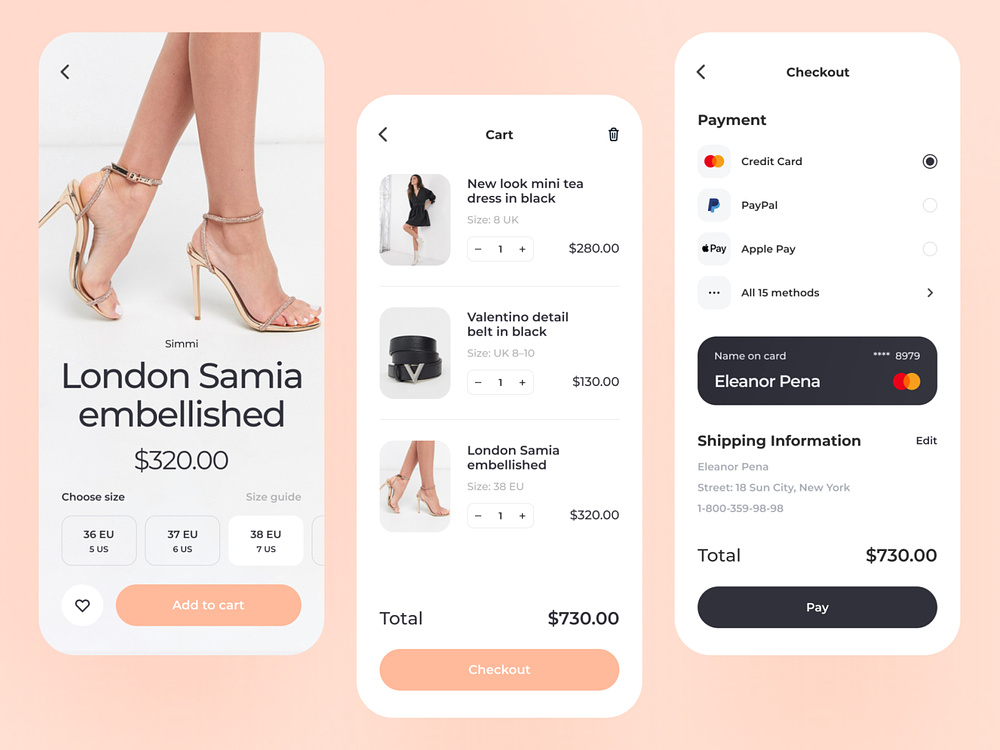 Simmi
London Samia
embellished
$320.00
Choose size
Size guide
36 EU
5 US
37 EU
6 US
38 EU
7 US
Add to cart
Cart
New look mini tea
dress in black
Size: 8 UK
− 1 +
$280.00
Valentino detail
belt in black
Size: UK 8–10
− 1 +
$130.00
London Samia
embellished
Size: 38 EU
− 1 +
$320.00
Total
$730.00
Checkout
Checkout
Payment
Credit Card
PayPal
Pay
Apple Pay
All 15 methods
Name on card
**** 8979
Eleanor Pena
Shipping Information
Edit
Eleanor Pena
Street: 18 Sun City, New York
1-800-359-98-98
Total
$730.00
Pay